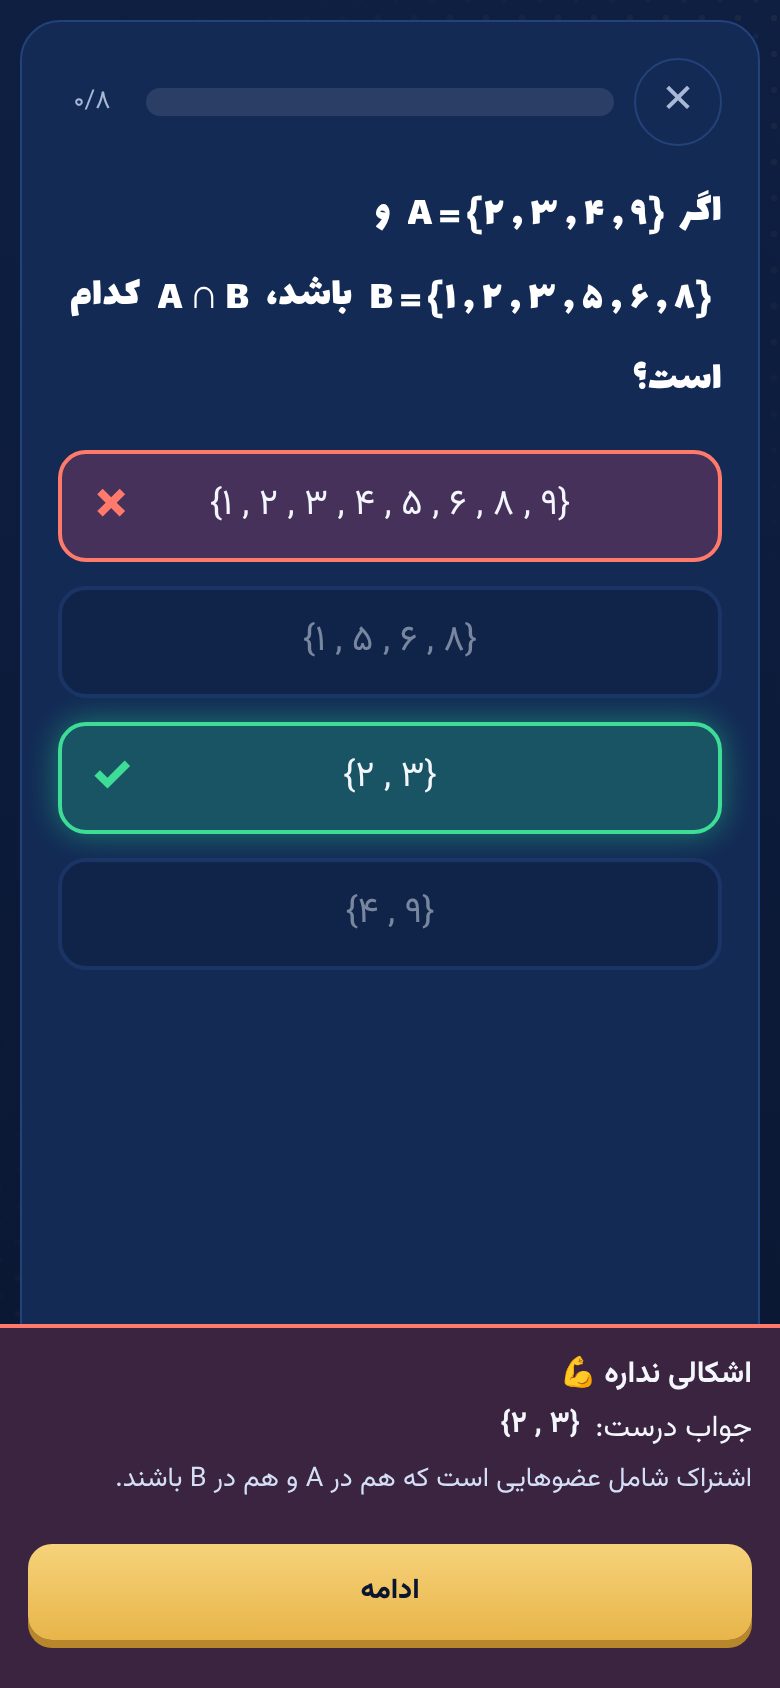 ۰/۸
اگر A = {۲ , ۳ , ۴ , ۹} و
B = {۱ , ۲ , ۳ , ۵ , ۶ , ۸} باشد، A ∩ B کدام
است؟
{۱ , ۲ , ۳ , ۴ , ۵ , ۶ , ۸ , ۹}
{۱ , ۵ , ۶ , ۸}
{۲ , ۳}
{۴ , ۹}
اشکالی نداره 💪
جواب درست: {۲ , ۳}
اشتراک شامل عضوهایی است که هم در A و هم در B باشند.
ادامه